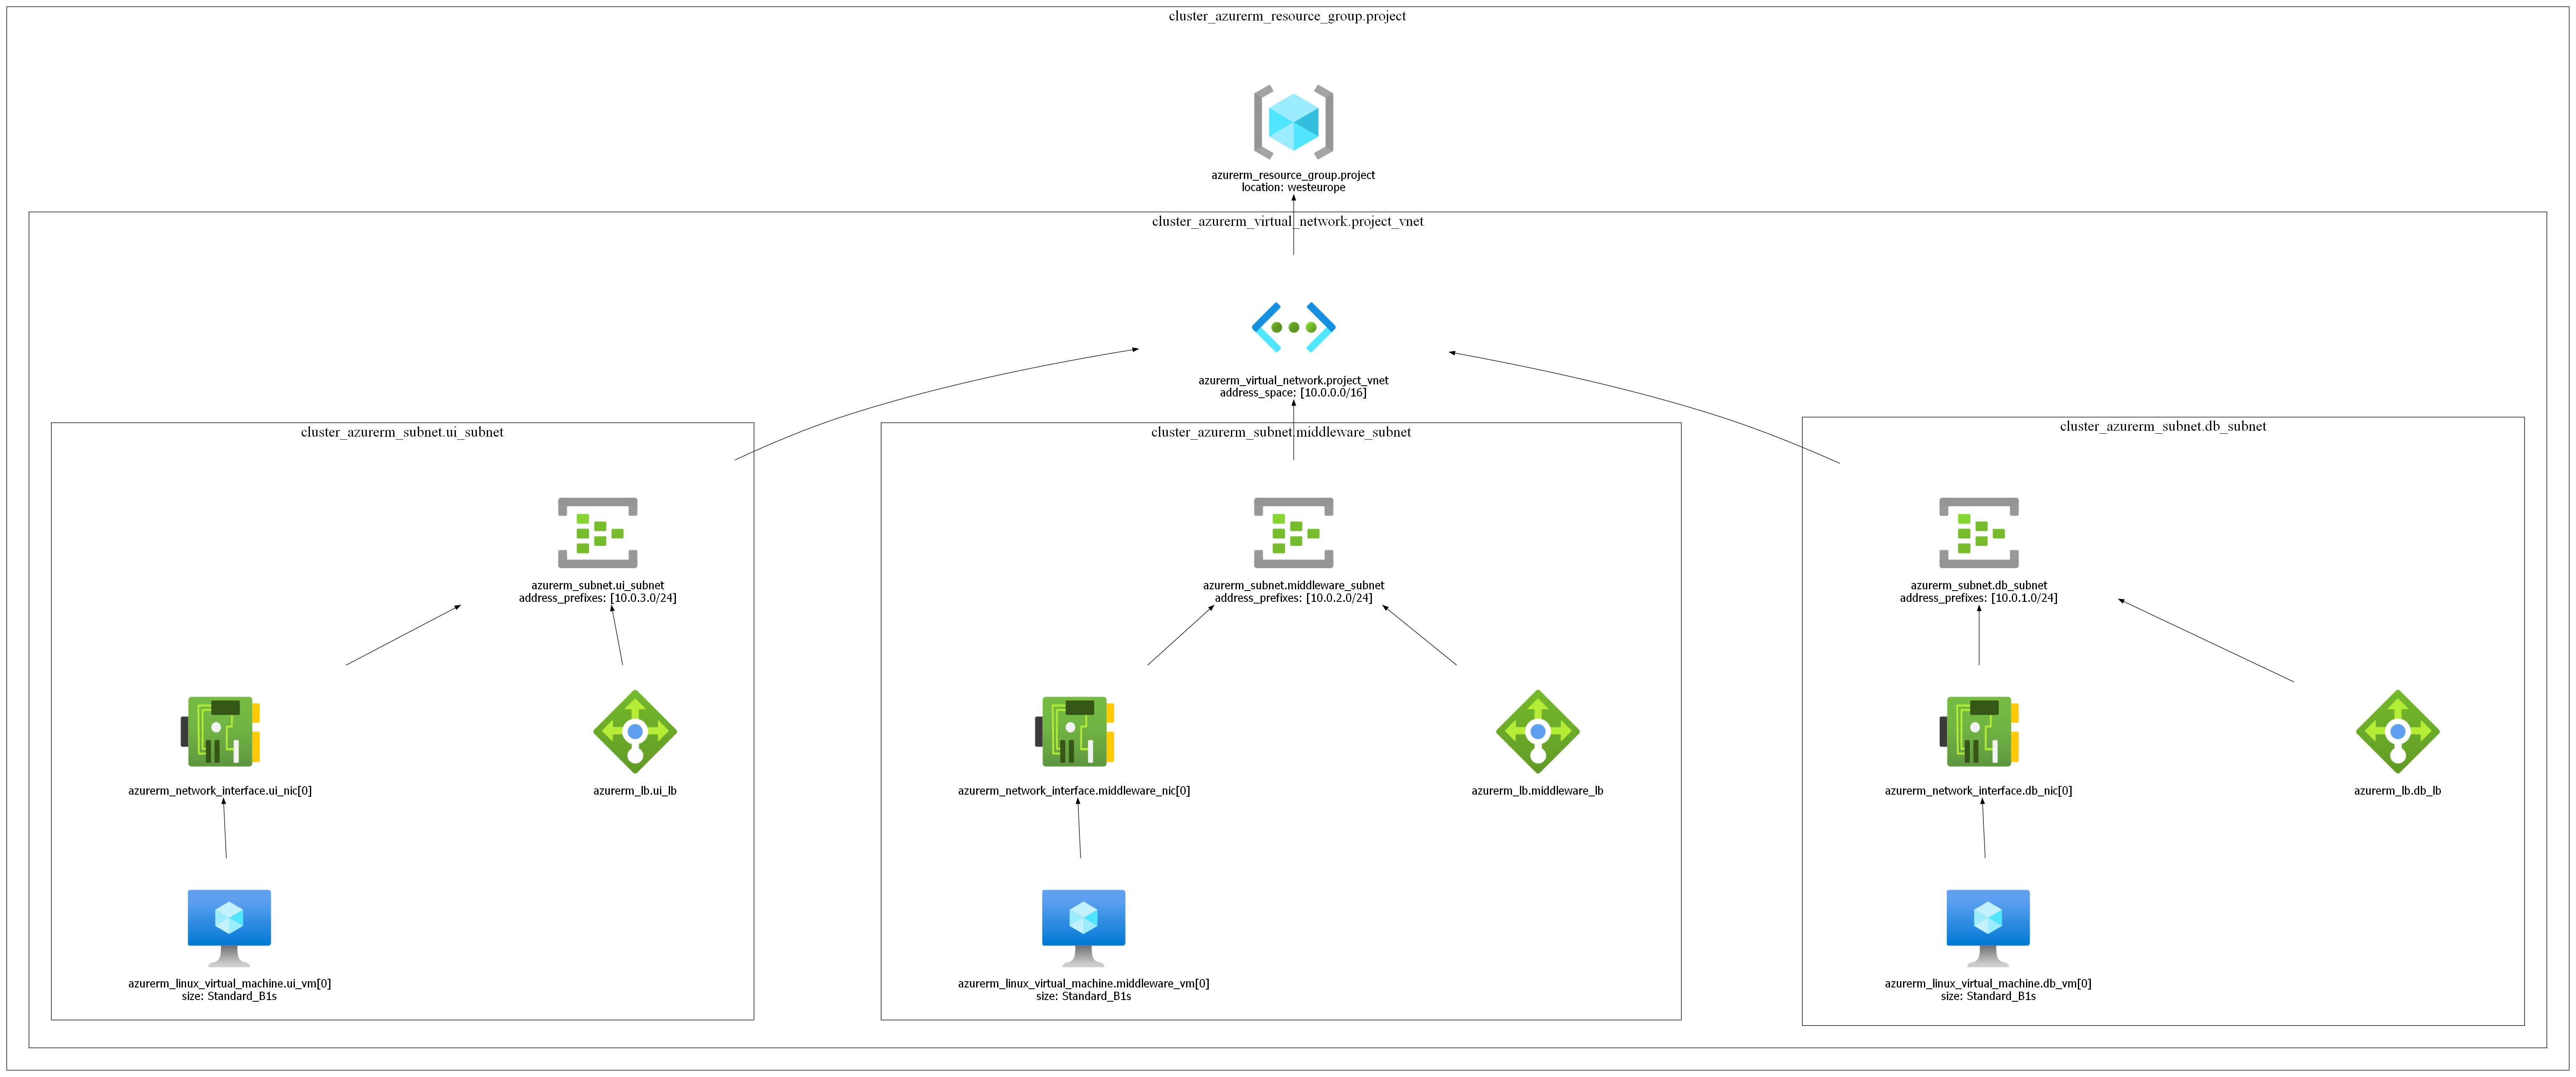 cluster_azurerm_resource_group.project
azurerm_resource_group.project
location: westeurope
cluster_azurerm_virtual_network.project_vnet
azurerm_virtual_network.project_vnet
address_space: [10.0.0.0/16]
cluster_azurerm_subnet.ui_subnet
azurerm_subnet.ui_subnet
address_prefixes: [10.0.3.0/24]
azurerm_network_interface.ui_nic[0]
azurerm_lb.ui_lb
azurerm_linux_virtual_machine.ui_vm[0]
size: Standard_B1s
cluster_azurerm_subnet.middleware_subnet
azurerm_subnet.middleware_subnet
address_prefixes: [10.0.2.0/24]
azurerm_network_interface.middleware_nic[0]
azurerm_lb.middleware_lb
azurerm_linux_virtual_machine.middleware_vm[0]
size: Standard_B1s
cluster_azurerm_subnet.db_subnet
azurerm_subnet.db_subnet
address_prefixes: [10.0.1.0/24]
azurerm_network_interface.db_nic[0]
azurerm_lb.db_lb
azurerm_linux_virtual_machine.db_vm[0]
size: Standard_B1s